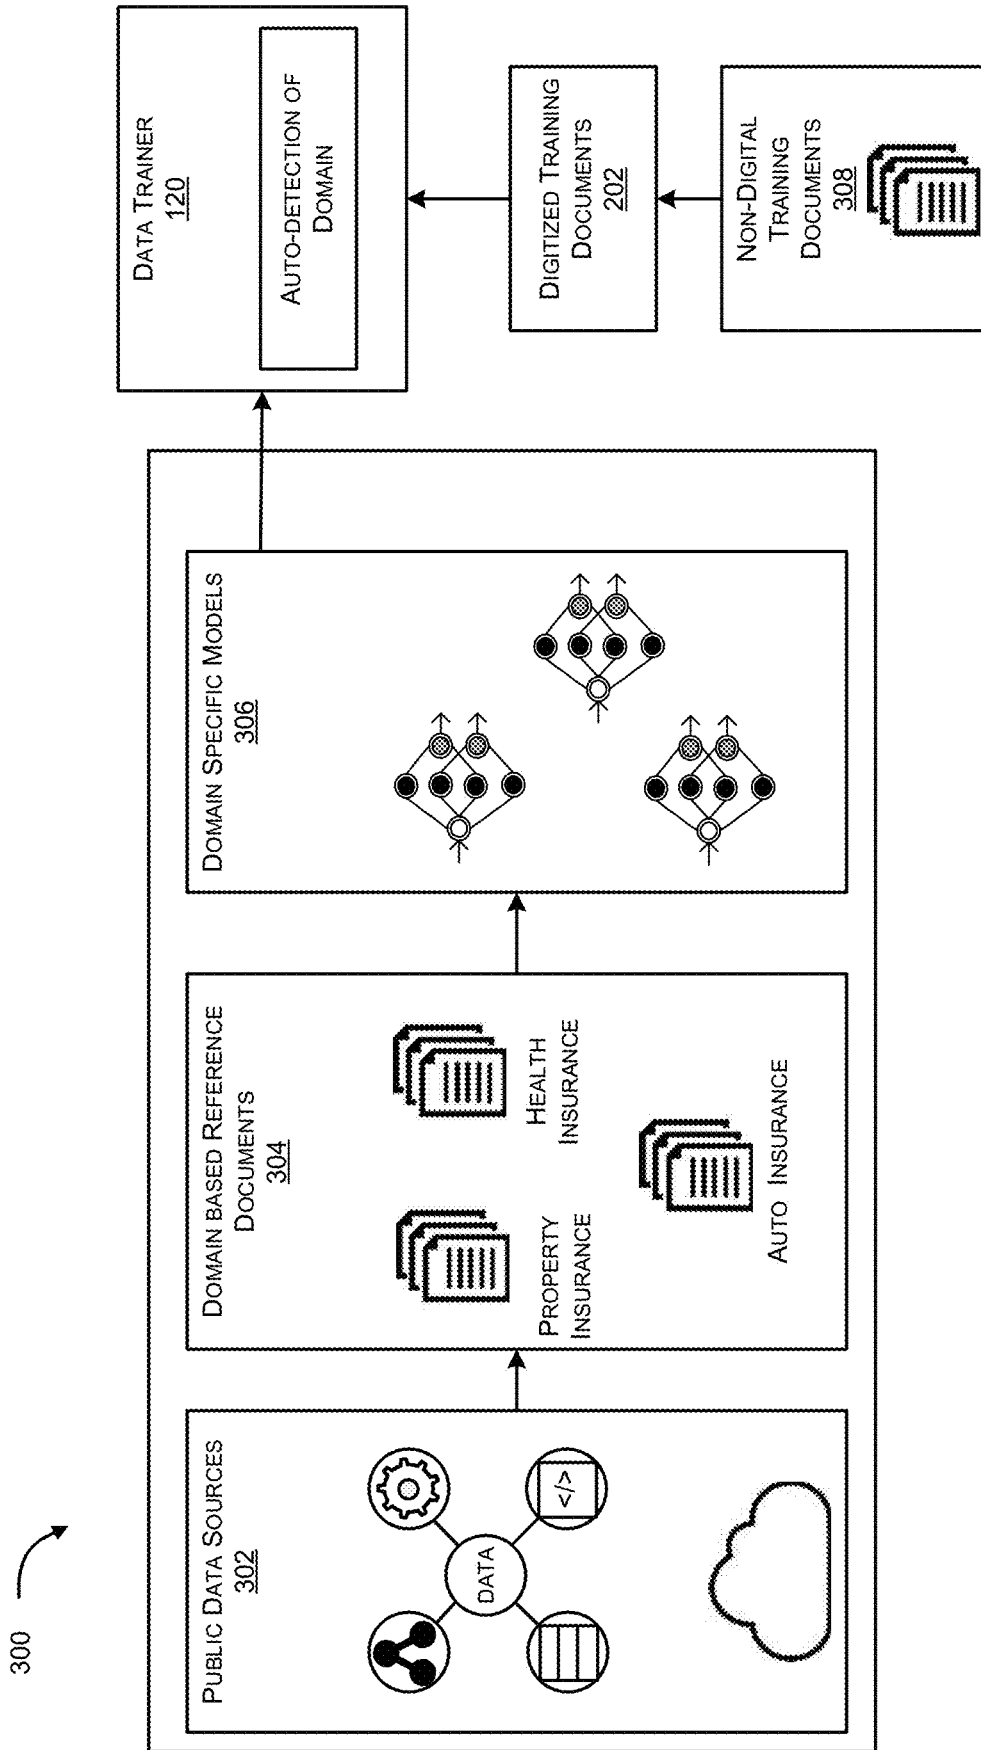 300
PUBLIC DATA SOURCES
302
DATA
</>
DOMAIN BASED REFERENCE
DOCUMENTS
304
PROPERTY
INSURANCE
HEALTH
INSURANCE
AUTO INSURANCE
DOMAIN SPECIFIC MODELS
306
DATA TRAINER
120
AUTO-DETECTION OF
DOMAIN
DIGITIZED TRAINING
DOCUMENTS
202
NON-DIGITAL
TRAINING
DOCUMENTS
308